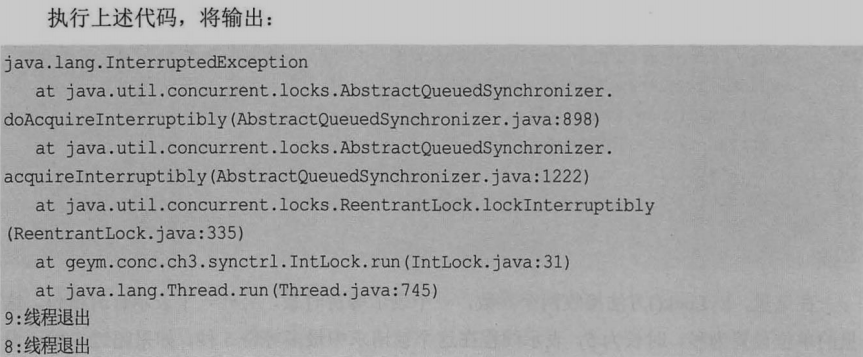 执行上述代码，将输出：
java.lang.InterruptedException
at java.util.concurrent.locks.AbstractQueuedSynchronizer.
doAcquireInterruptibly(AbstractQueuedSynchronizer.java:898)
at java.util.concurrent.locks.AbstractQueuedSynchronizer.
acquireInterruptibly(AbstractQueuedSynchronizer.java:1222)
at java.util.concurrent.locks.ReentrantLock.lockInterruptibly
(ReentrantLock.java:335)
at geym.conc.ch3.synctrl.IntLock.run(IntLock.java:31)
at java.lang.Thread.run(Thread.java:745)
9:线程退出
8:线程退出